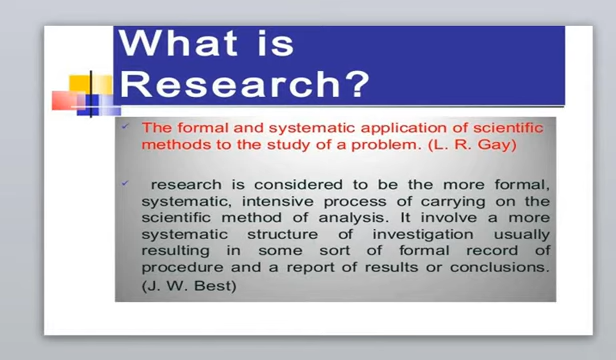 What is
Research?
The formal and systematic application of scientific
methods to the study of a problem. (L. R. Gay)
research is considered to be the more formal,
systematic, intensive process of carrying on the
scientific method of analysis. It involve a more
systematic structure of investigation usually
resulting in some sort of formal record of
procedure and a report of results or conclusions.
(J. W. Best)